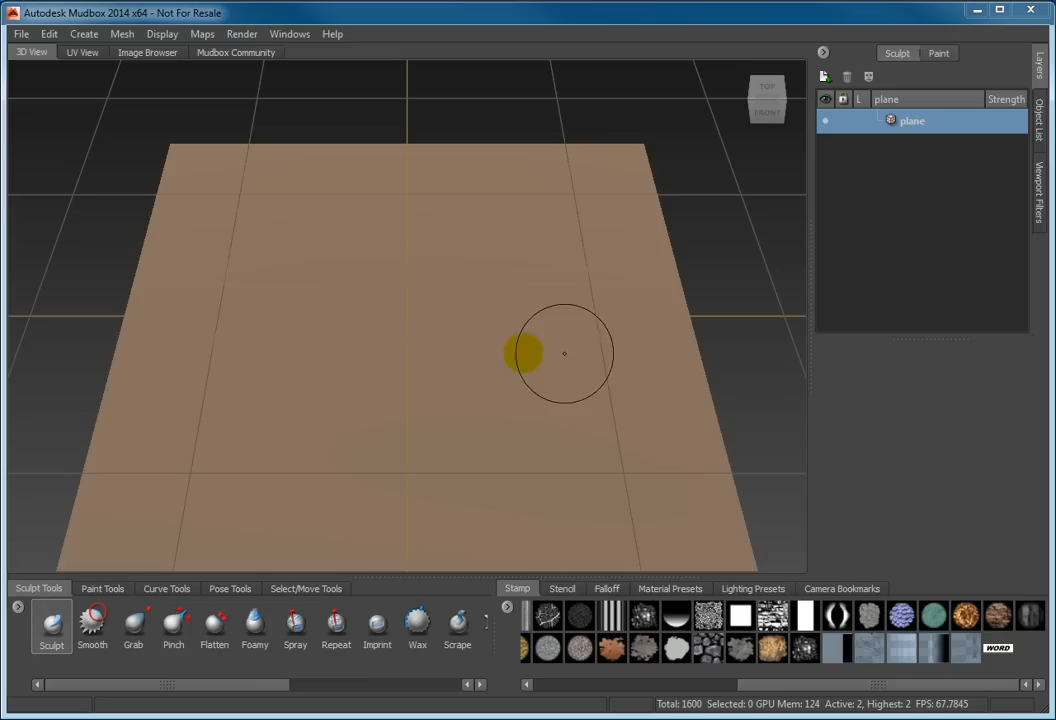 Autodesk Mudbox 2014 x64 - Not For Resale
File Edit Create Mesh Display Maps Render Windows Help
3D View UV View Image Browser Mudbox Community
Sculpt Paint
Layers
Object List
Viewport Filters
L plane Strength
plane
TOP
FRONT
Sculpt Tools Paint Tools Curve Tools Pose Tools Select/Move Tools
Stamp Stencil Falloff Material Presets Lighting Presets Camera Bookmarks
Sculpt Smooth Grab Pinch Flatten Foamy Spray Repeat Imprint Wax Scrape
WORD
Total: 1600 Selected: 0 GPU Mem: 124 Active: 2, Highest: 2 FPS: 67.7845